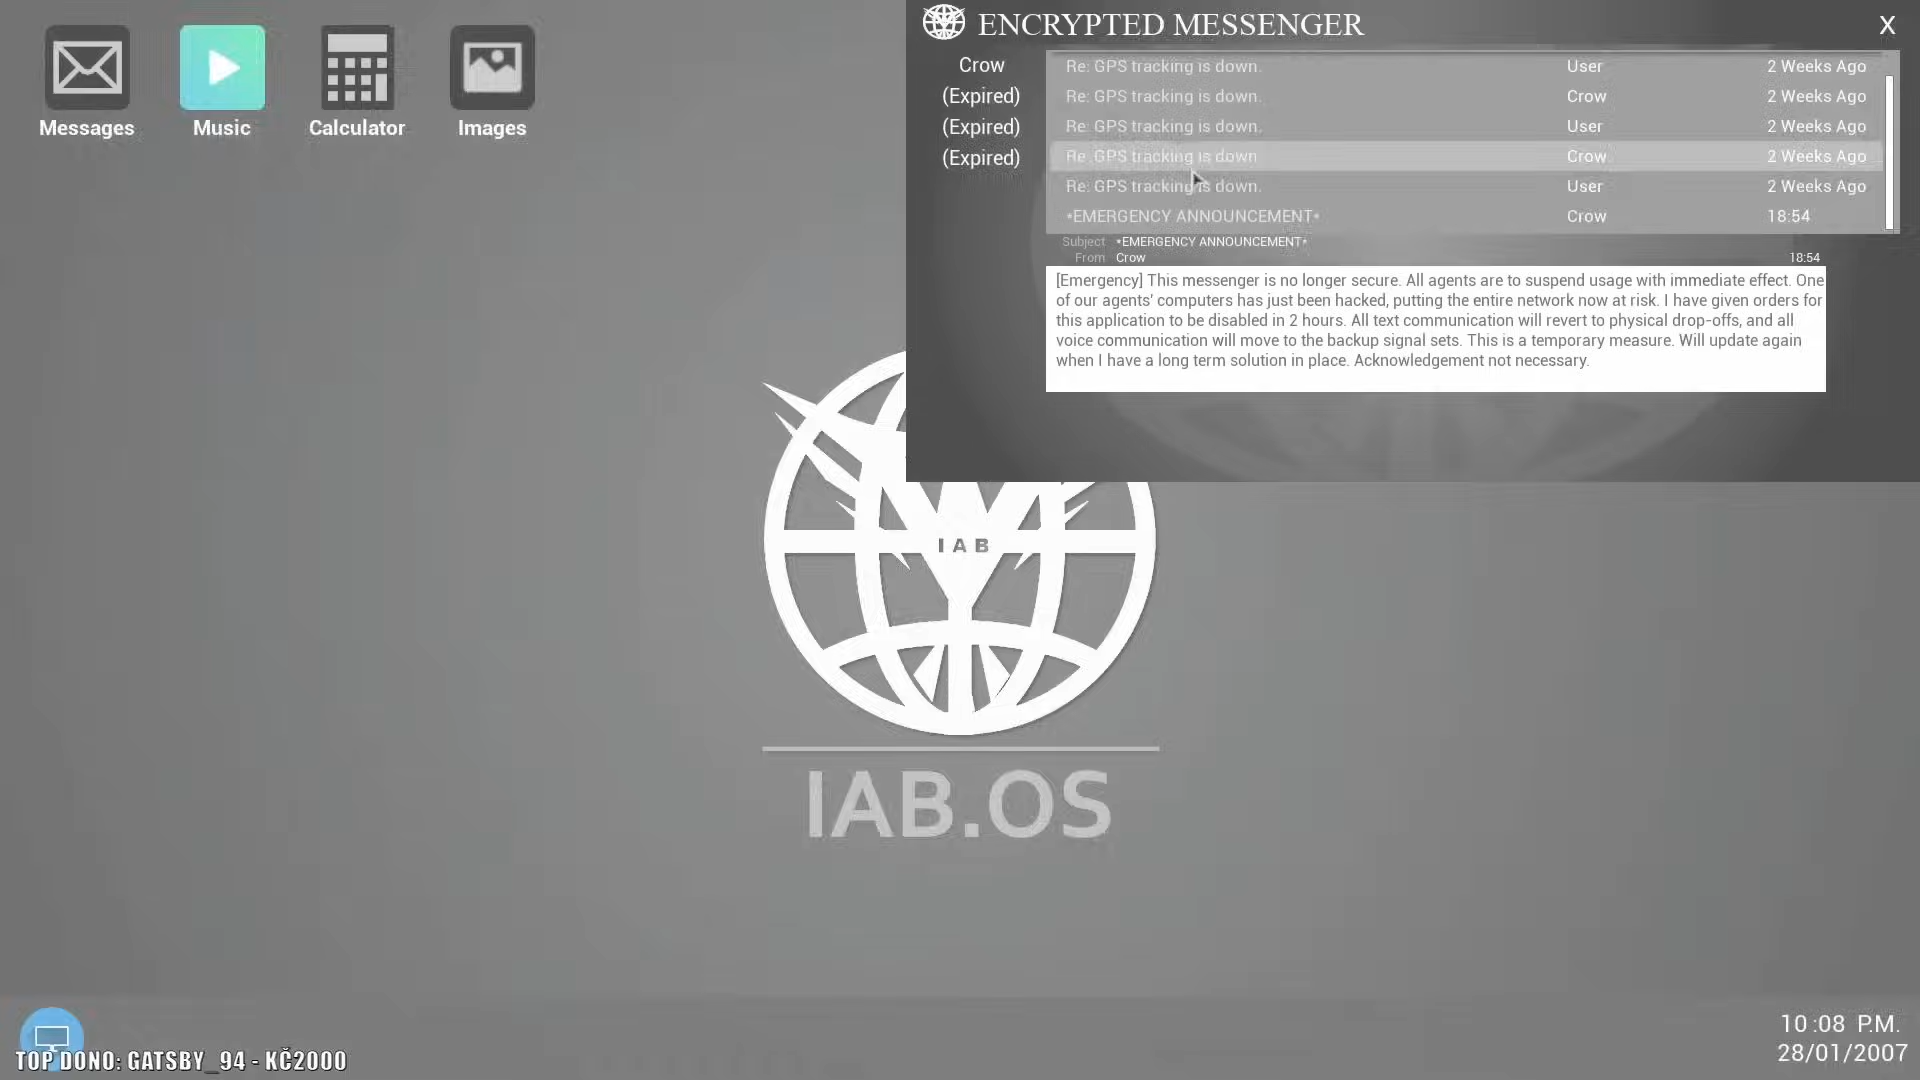 Messages
Music
Calculator
Images
ENCRYPTED MESSENGER
X
Crow
(Expired)
(Expired)
(Expired)
Re: GPS tracking is down. User 2 Weeks Ago
Re: GPS tracking is down. Crow 2 Weeks Ago
Re: GPS tracking is down. User 2 Weeks Ago
Re: GPS tracking is down Crow 2 Weeks Ago
Re: GPS tracking is down. User 2 Weeks Ago
*EMERGENCY ANNOUNCEMENT* Crow 18:54
Subject *EMERGENCY ANNOUNCEMENT*
From Crow 18:54
[Emergency] This messenger is no longer secure. All agents are to suspend usage with immediate effect. One
of our agents' computers has just been hacked, putting the entire network now at risk. I have given orders for
this application to be disabled in 2 hours. All text communication will revert to physical drop-offs, and all
voice communication will move to the backup signal sets. This is a temporary measure. Will update again
when I have a long term solution in place. Acknowledgement not necessary.
IAB
IAB.OS
TOP DONO: GATSBY_94 - KČ2000
10:08 P.M.
28/01/2007